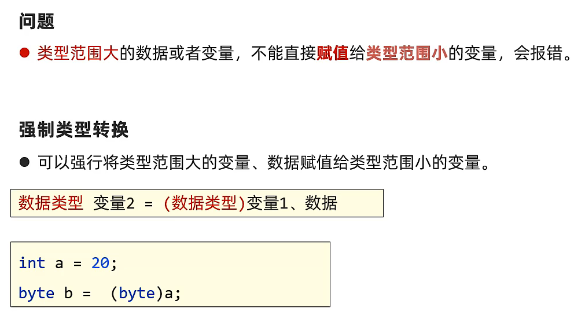 问题
● 类型范围大的数据或者变量，不能直接赋值给类型范围小的变量，会报错。
强制类型转换
● 可以强行将类型范围大的变量、数据赋值给类型范围小的变量。
数据类型 变量2 = (数据类型)变量1、数据
int a = 20;
byte b =  (byte)a;